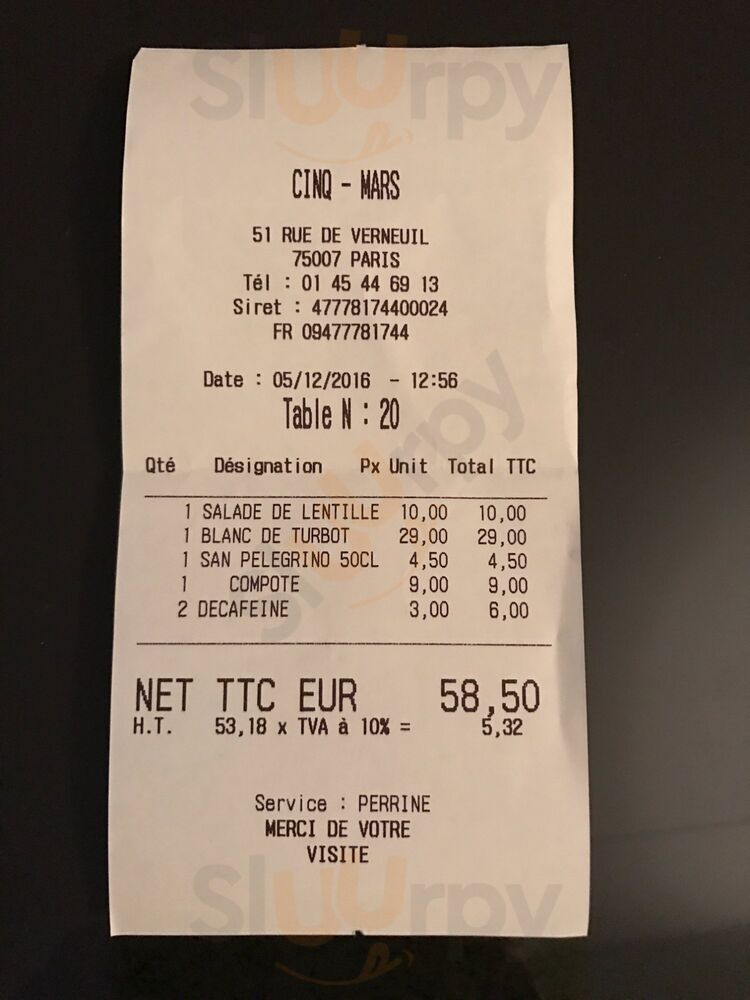 Sluurpy
CINQ - MARS
51 RUE DE VERNEUIL
75007 PARIS
Tél : 01 45 44 69 13
Siret : 47778174400024
FR 09477781744
Date : 05/12/2016 - 12:56
Table N : 20
Qté Désignation Px Unit Total TTC
1 SALADE DE LENTILLE 10,00 10,00
1 BLANC DE TURBOT 29,00 29,00
1 SAN PELEGRINO 50CL 4,50 4,50
1 COMPOTE 9,00 9,00
2 DECAFEINE 3,00 6,00
Sluurpy
NET TTC EUR 58,50
H.T. 53,18 x TVA à 10% = 5,32
Service : PERRINE
MERCI DE VOTRE
VISITE
Sluurpy